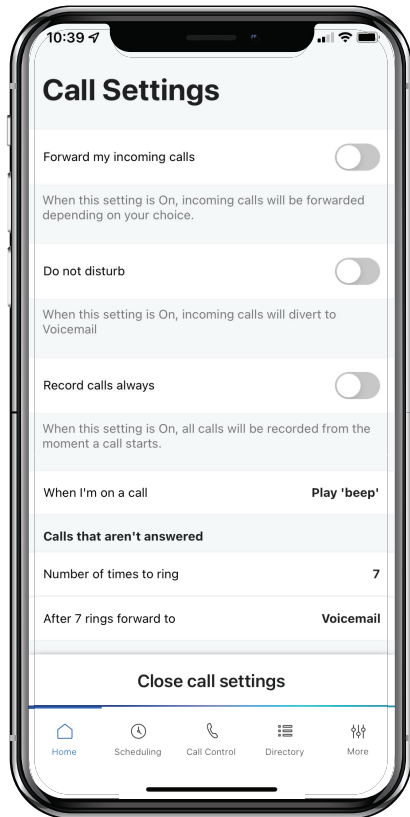 10:39
Call Settings
Forward my incoming calls
When this setting is On, incoming calls will be forwarded
depending on your choice.
Do not disturb
When this setting is On, incoming calls will divert to
Voicemail
Record calls always
When this setting is On, all calls will be recorded from the
moment a call starts.
When I'm on a call Play 'beep'
Calls that aren't answered
Number of times to ring 7
After 7 rings forward to Voicemail
Close call settings
Home Scheduling Call Control Directory More